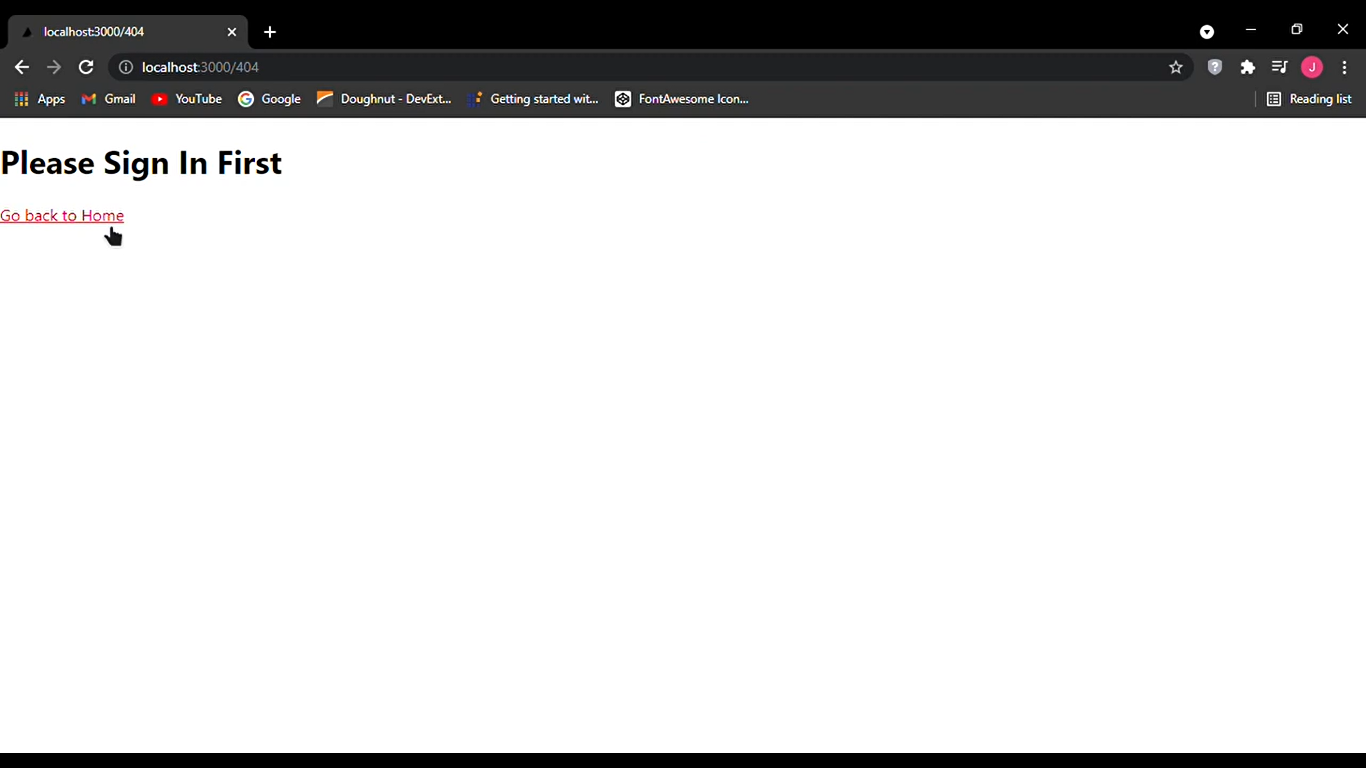 localhost:3000/404
localhost:3000/404
Apps Gmail YouTube Google Doughnut - DevExt... Getting started wit... FontAwesome Icon... Reading list
J
Please Sign In First
Go back to Home